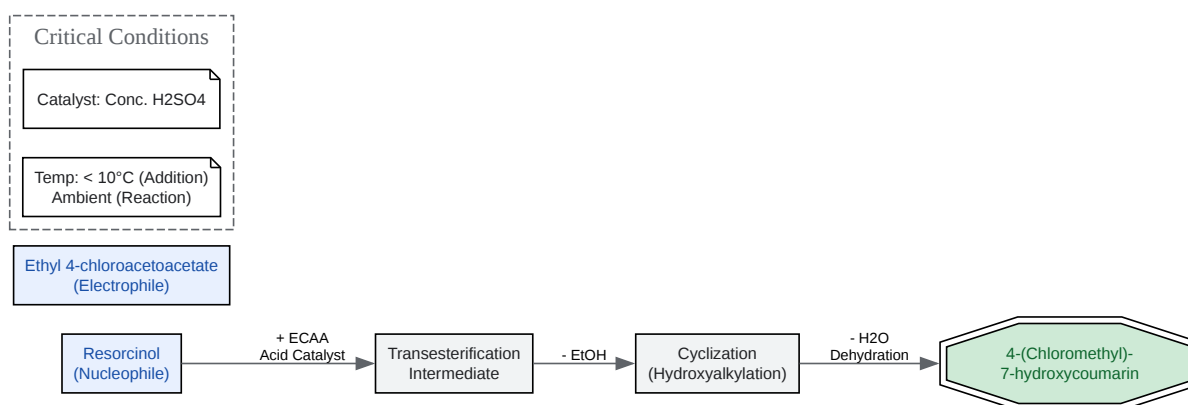 Critical Conditions
Catalyst: Conc. H2SO4
Temp: < 10°C (Addition)
Ambient (Reaction)
Ethyl 4-chloroacetoacetate
(Electrophile)
Resorcinol
(Nucleophile)
+ ECAA
Acid Catalyst
Transesterification
Intermediate
- EtOH
Cyclization
(Hydroxyalkylation)
- H2O
Dehydration
4-(Chloromethyl)-
7-hydroxycoumarin